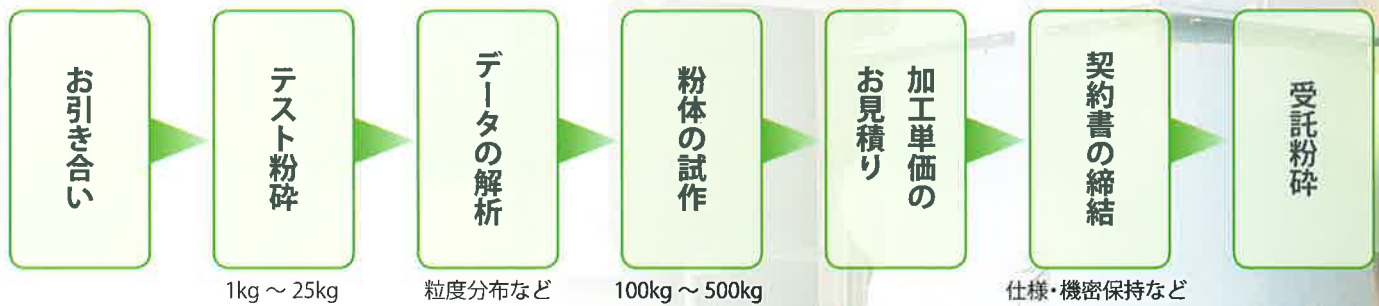 お引き合い
テスト粉砕
1kg ～ 25kg
データの解析
粒度分布など
粉体の試作
100kg ～ 500kg
加工単価の
お見積り
契約書の締結
仕様・機密保持など
受託粉砕